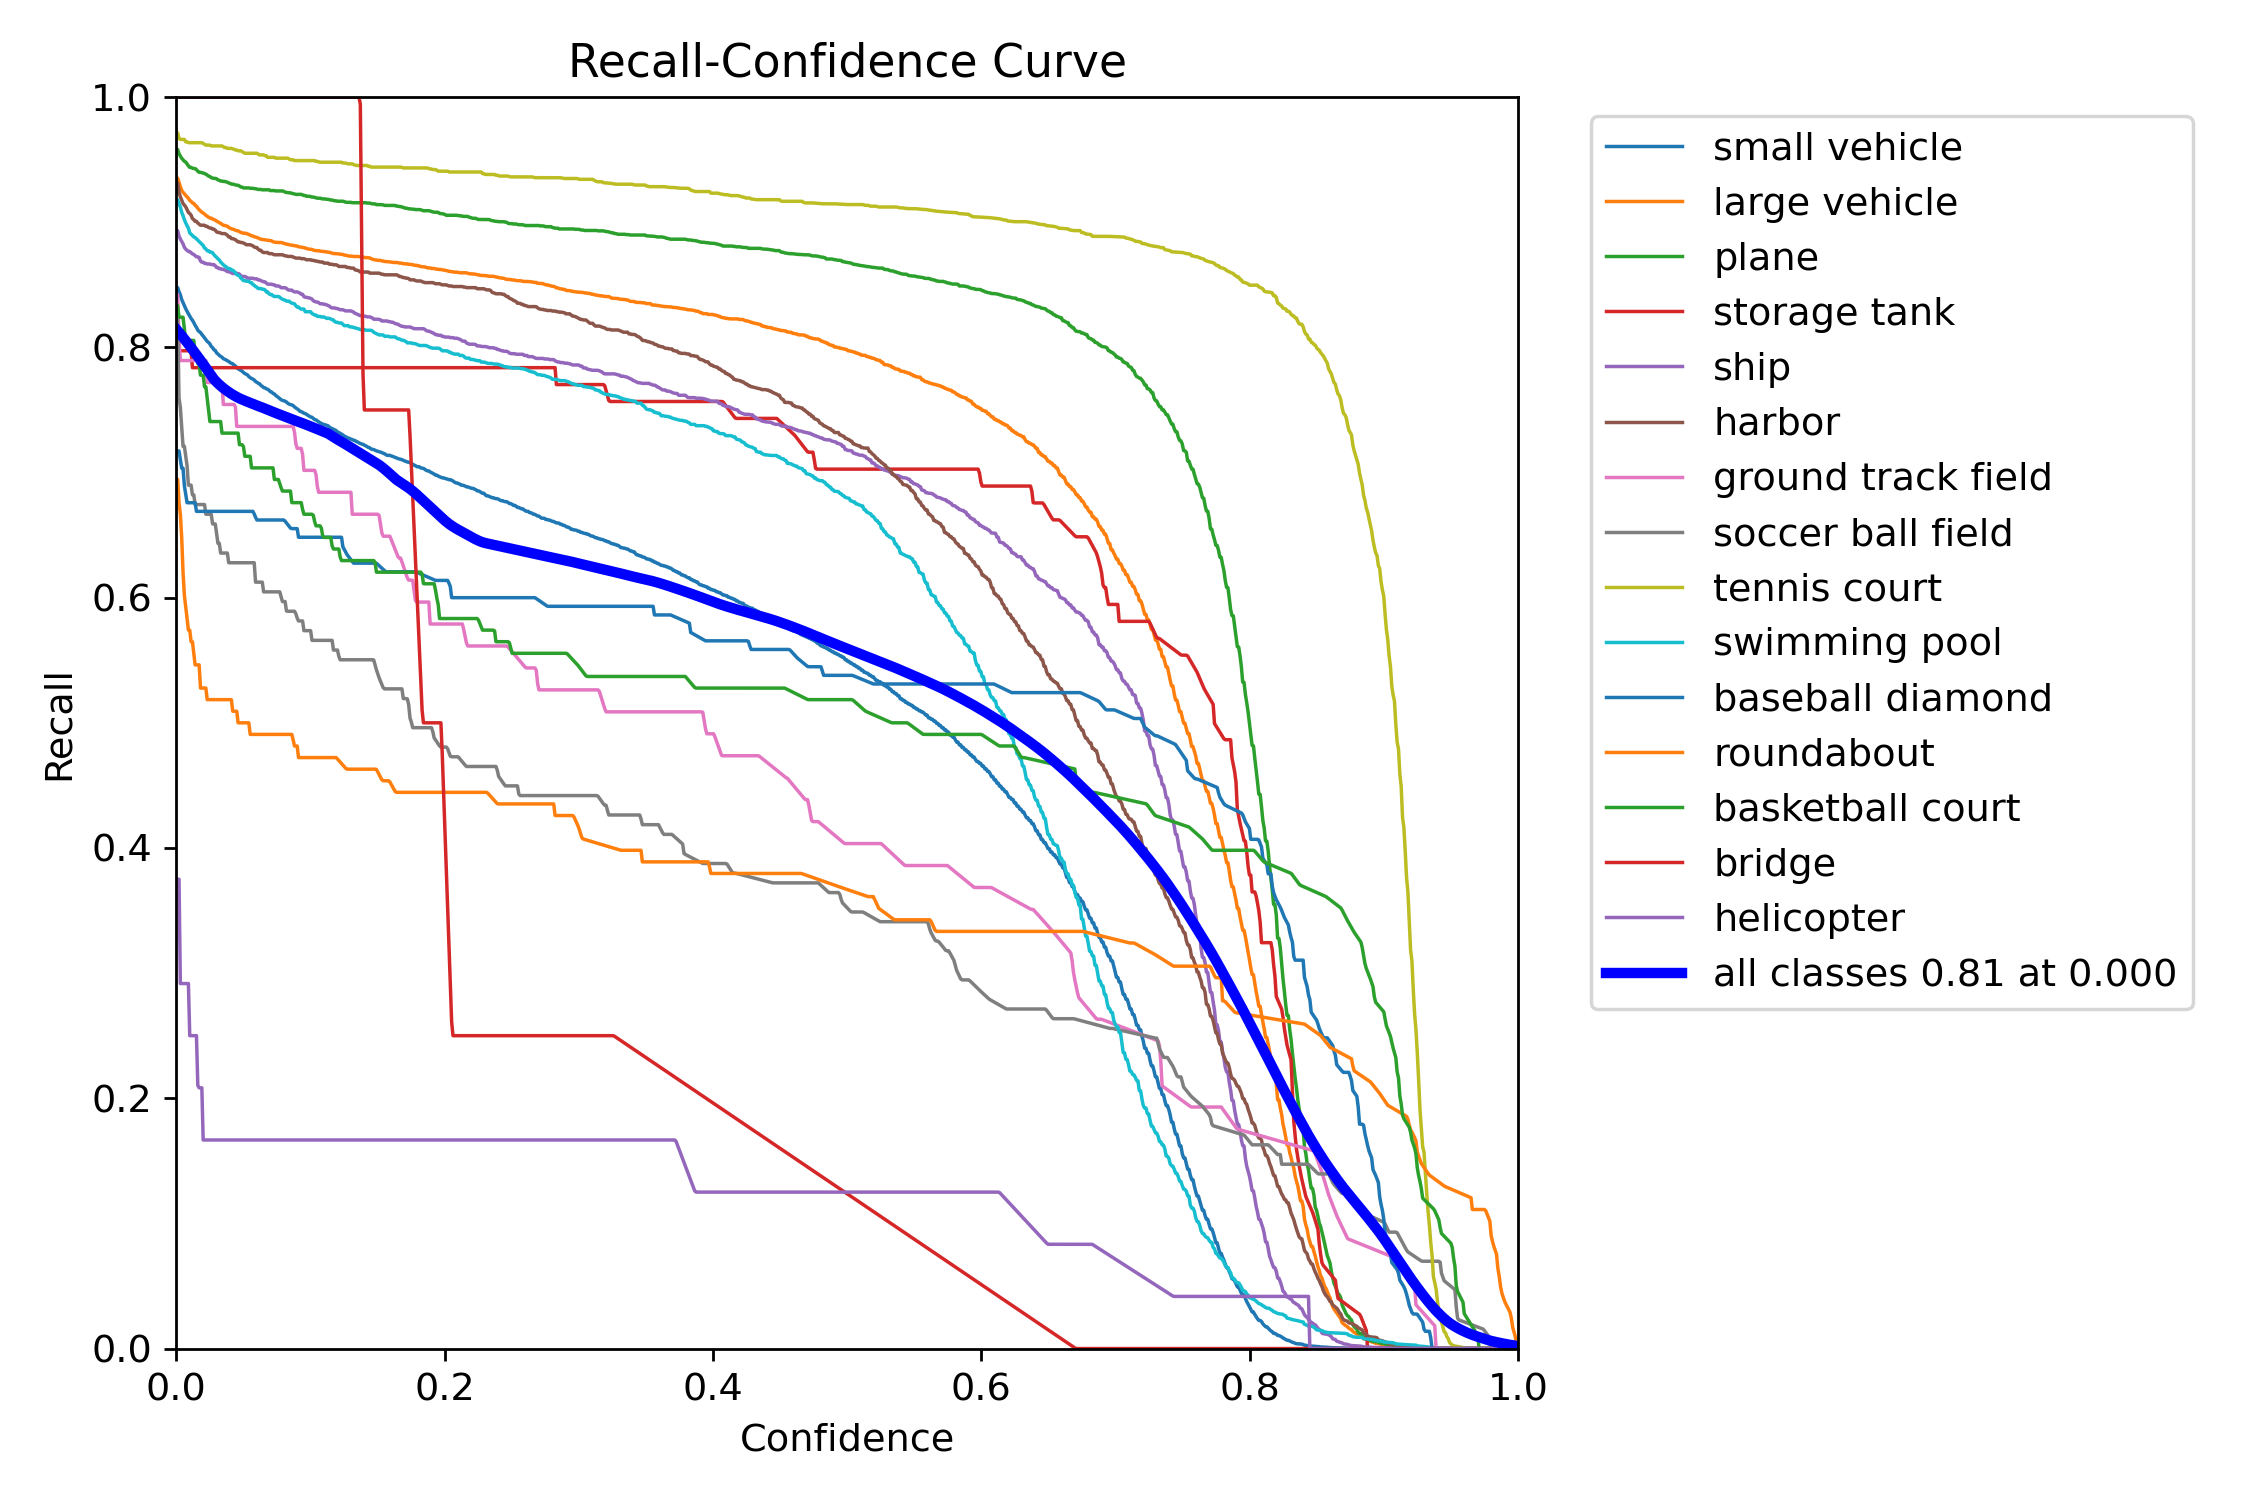 Recall-Confidence Curve
1.0
0.8
0.6
0.4
0.2
0.0
Recall
0.0 0.2 0.4 0.6 0.8 1.0
Confidence
small vehicle
large vehicle
plane
storage tank
ship
harbor
ground track field
soccer ball field
tennis court
swimming pool
baseball diamond
roundabout
basketball court
bridge
helicopter
all classes 0.81 at 0.000